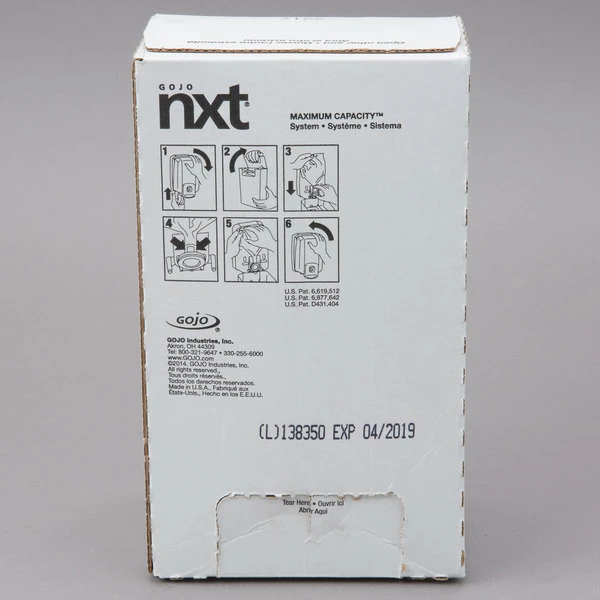 GOJO
nxt®
MAXIMUM CAPACITY™
System • Système • Sistema
1 2 3
4 5 6
U.S. Pat. 6,619,512
U.S. Pat. 6,877,642
U.S. Pat. D431,404
GOJO
GOJO Industries, Inc.
Akron, OH 44309
Tel: 800-321-9647 • 330-255-6000
www.GOJO.com
©2014. GOJO Industries, Inc.
All rights reserved.,
Tous droits réservés.,
Todos los derechos reservados.
Made in U.S.A., Fabriqué aux
États-Unis., Hecho en los E.E.U.U.
(L)138350 EXP 04/2019
Tear Here • Ouvrir Ici
Abrir Aquí